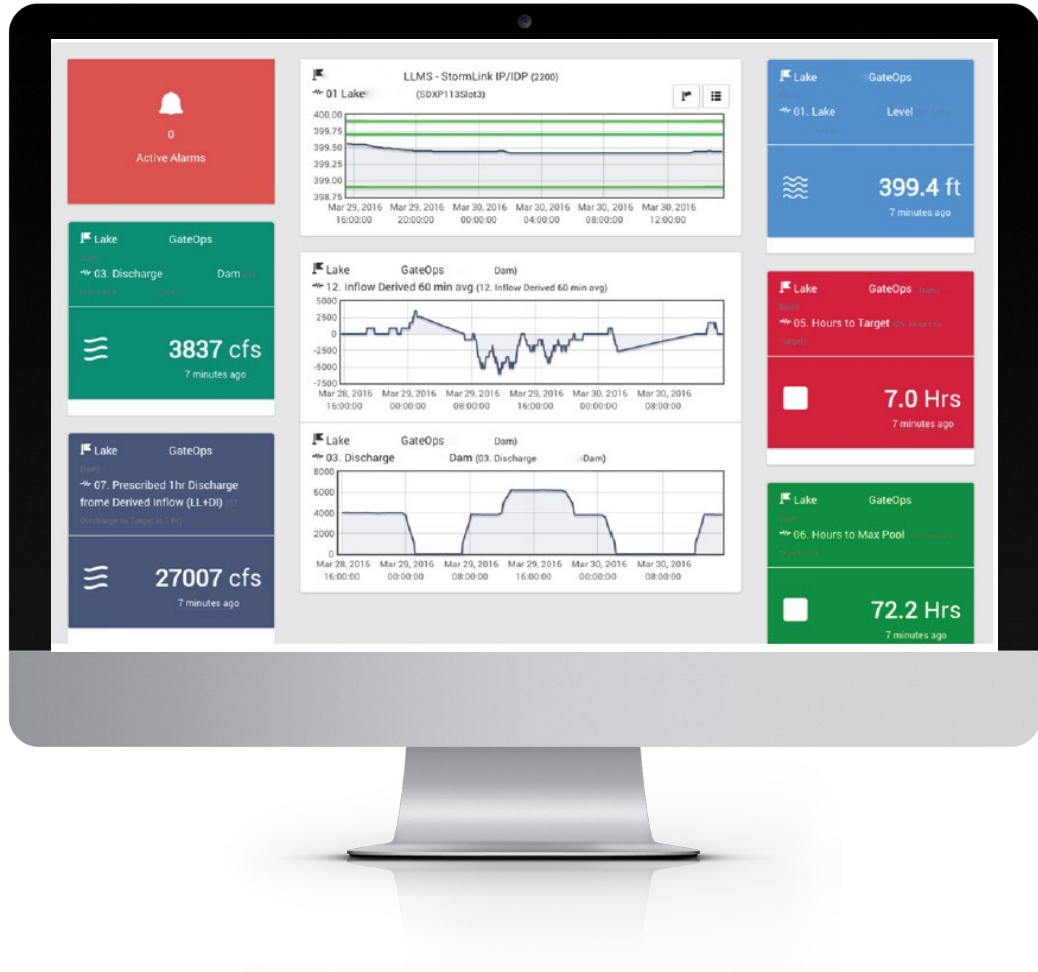 0
Active Alarms
Lake GateOps
03. Discharge Dam
3837 cfs
7 minutes ago
Lake GateOps
Dam)
07. Prescribed 1hr Discharge
frome Derived Inflow (LL+DI)
Discharge to Target in 1 hr)
27007 cfs
7 minutes ago
LLMS - StormLink IP/IDP (2200)
01 Lake (SDXP113Slot3)
400.00
399.75
399.50
399.25
399.00
398.75
Mar 29, 2016 Mar 29, 2016 Mar 30, 2016 Mar 30, 2016 Mar 30, 2016 Mar 30, 2016
16:00:00 20:00:00 00:00:00 04:00:00 08:00:00 12:00:00
Lake GateOps Dam)
12. Inflow Derived 60 min avg (12. Inflow Derived 60 min avg)
5000
2500
0
-2500
-5000
-7500
Mar 28, 2016 Mar 29, 2016 Mar 29, 2016 Mar 29, 2016 Mar 30, 2016 Mar 30, 2016
16:00:00 00:00:00 08:00:00 16:00:00 00:00:00 08:00:00
Lake GateOps Dam)
03. Discharge Dam (03. Discharge Dam)
8000
6000
4000
2000
0
Mar 28, 2016 Mar 29, 2016 Mar 29, 2016 Mar 29, 2016 Mar 30, 2016 Mar 30, 2016
16:00:00 00:00:00 08:00:00 16:00:00 00:00:00 08:00:00
Lake GateOps
01. Lake Level
399.4 ft
7 minutes ago
Lake GateOps Dam)
05. Hours to Target (05. Hours to
Target)
7.0 Hrs
7 minutes ago
Lake GateOps
06. Hours to Max Pool
72.2 Hrs
7 minutes ago